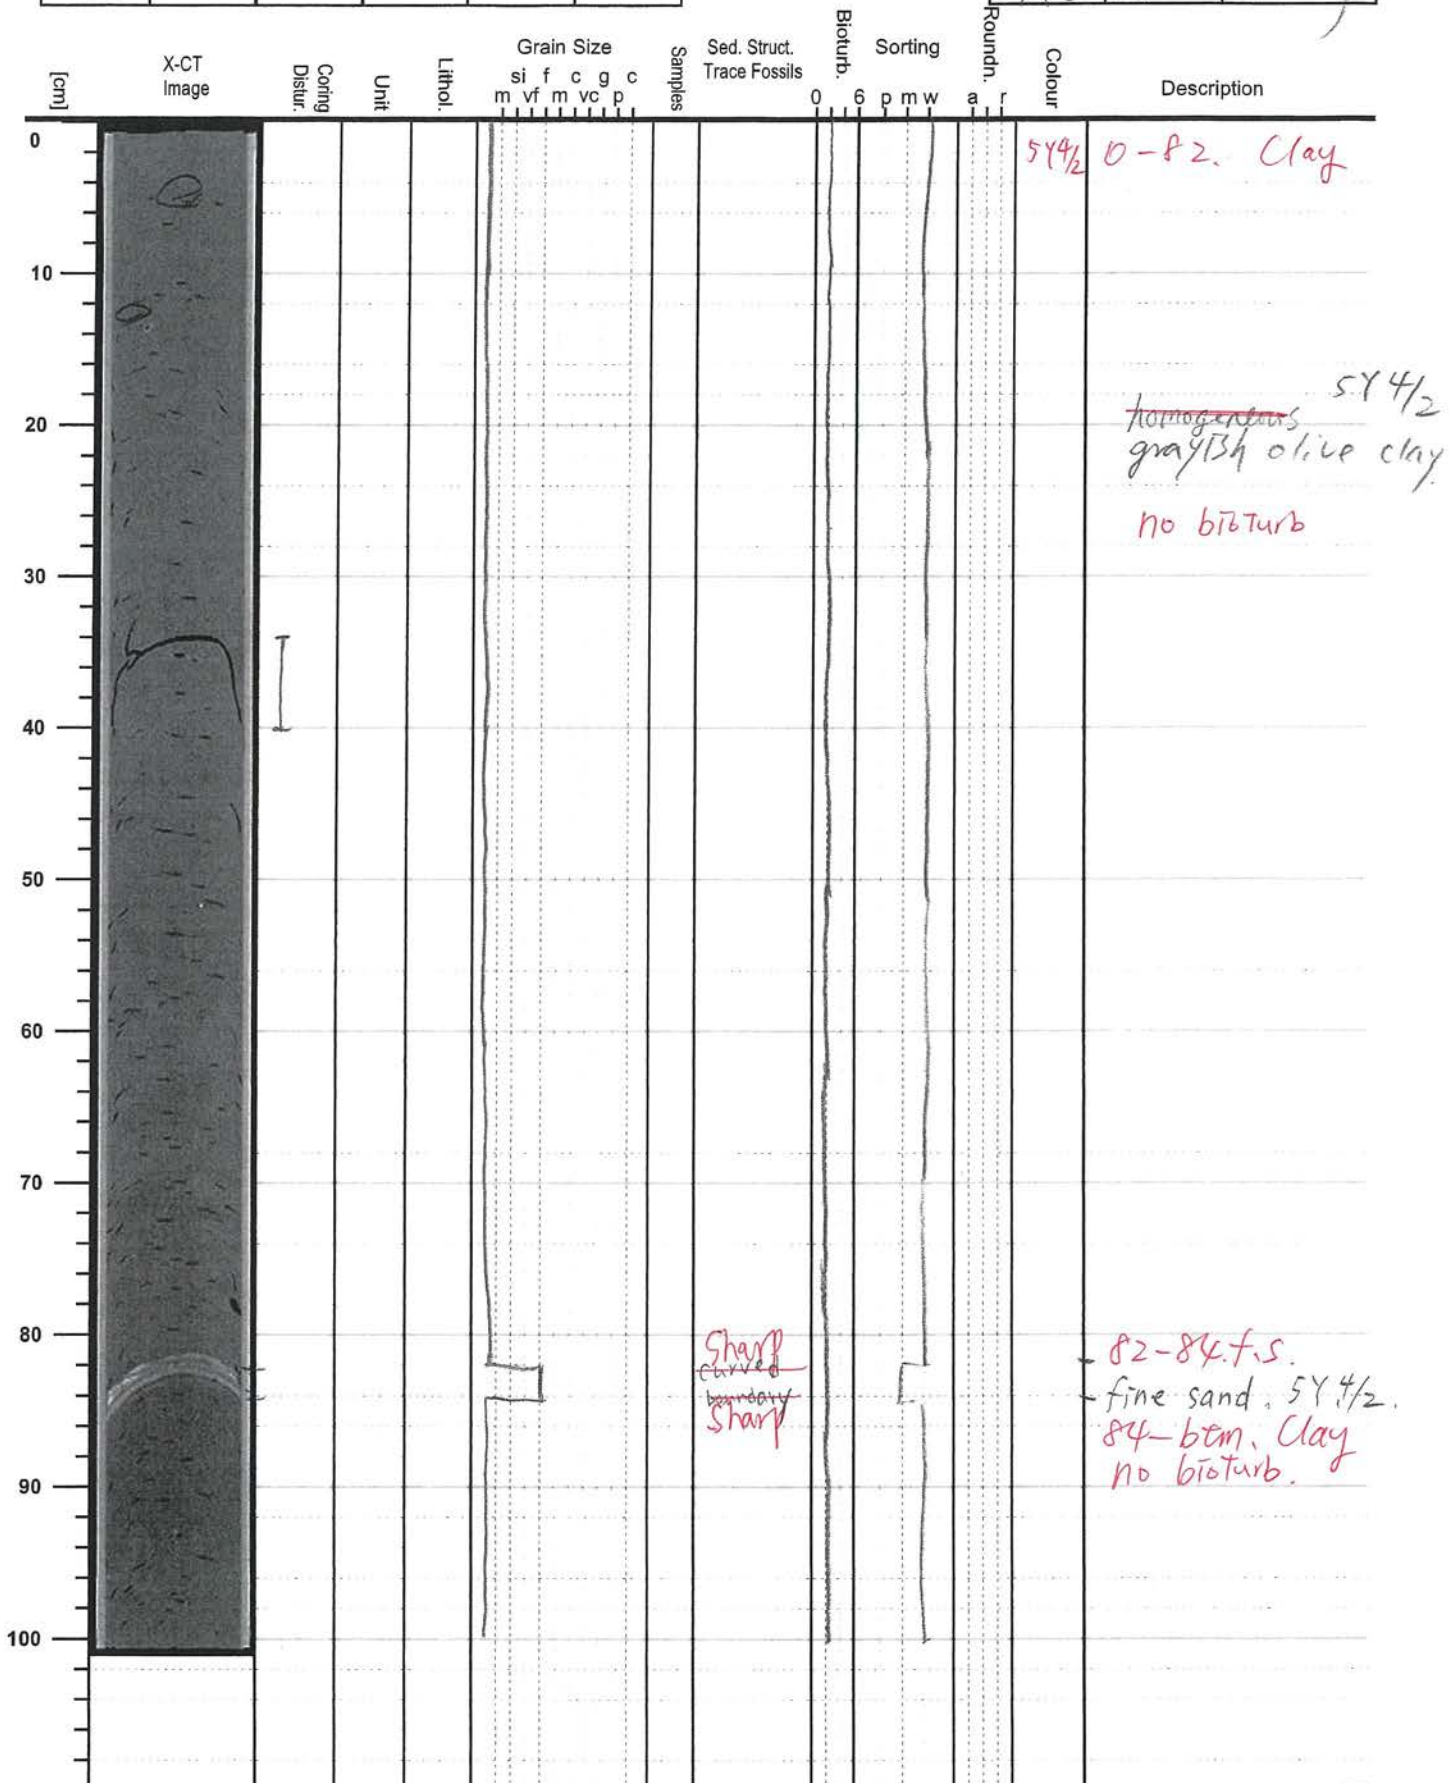 [cm]
X-CT
Image
Coring
Distur.
Unit
Lithol.
Grain Size
si f c g c
m vf m vc p
Samples
Sed. Struct.
Trace Fossils
Bioturb.
0 6
Sorting
p m w
Roundn.
a r
Colour
Description
0
5Y4/2 0-82. Clay
10
5Y 4/2
20
homogeneous
grayish olive clay.
no bioturb
30
40
50
60
70
80
Sharp
curved
boundary
Sharp
82-84.f.s.
fine sand. 5Y.4/2.
84-btm. Clay
no bioturb.
90
100